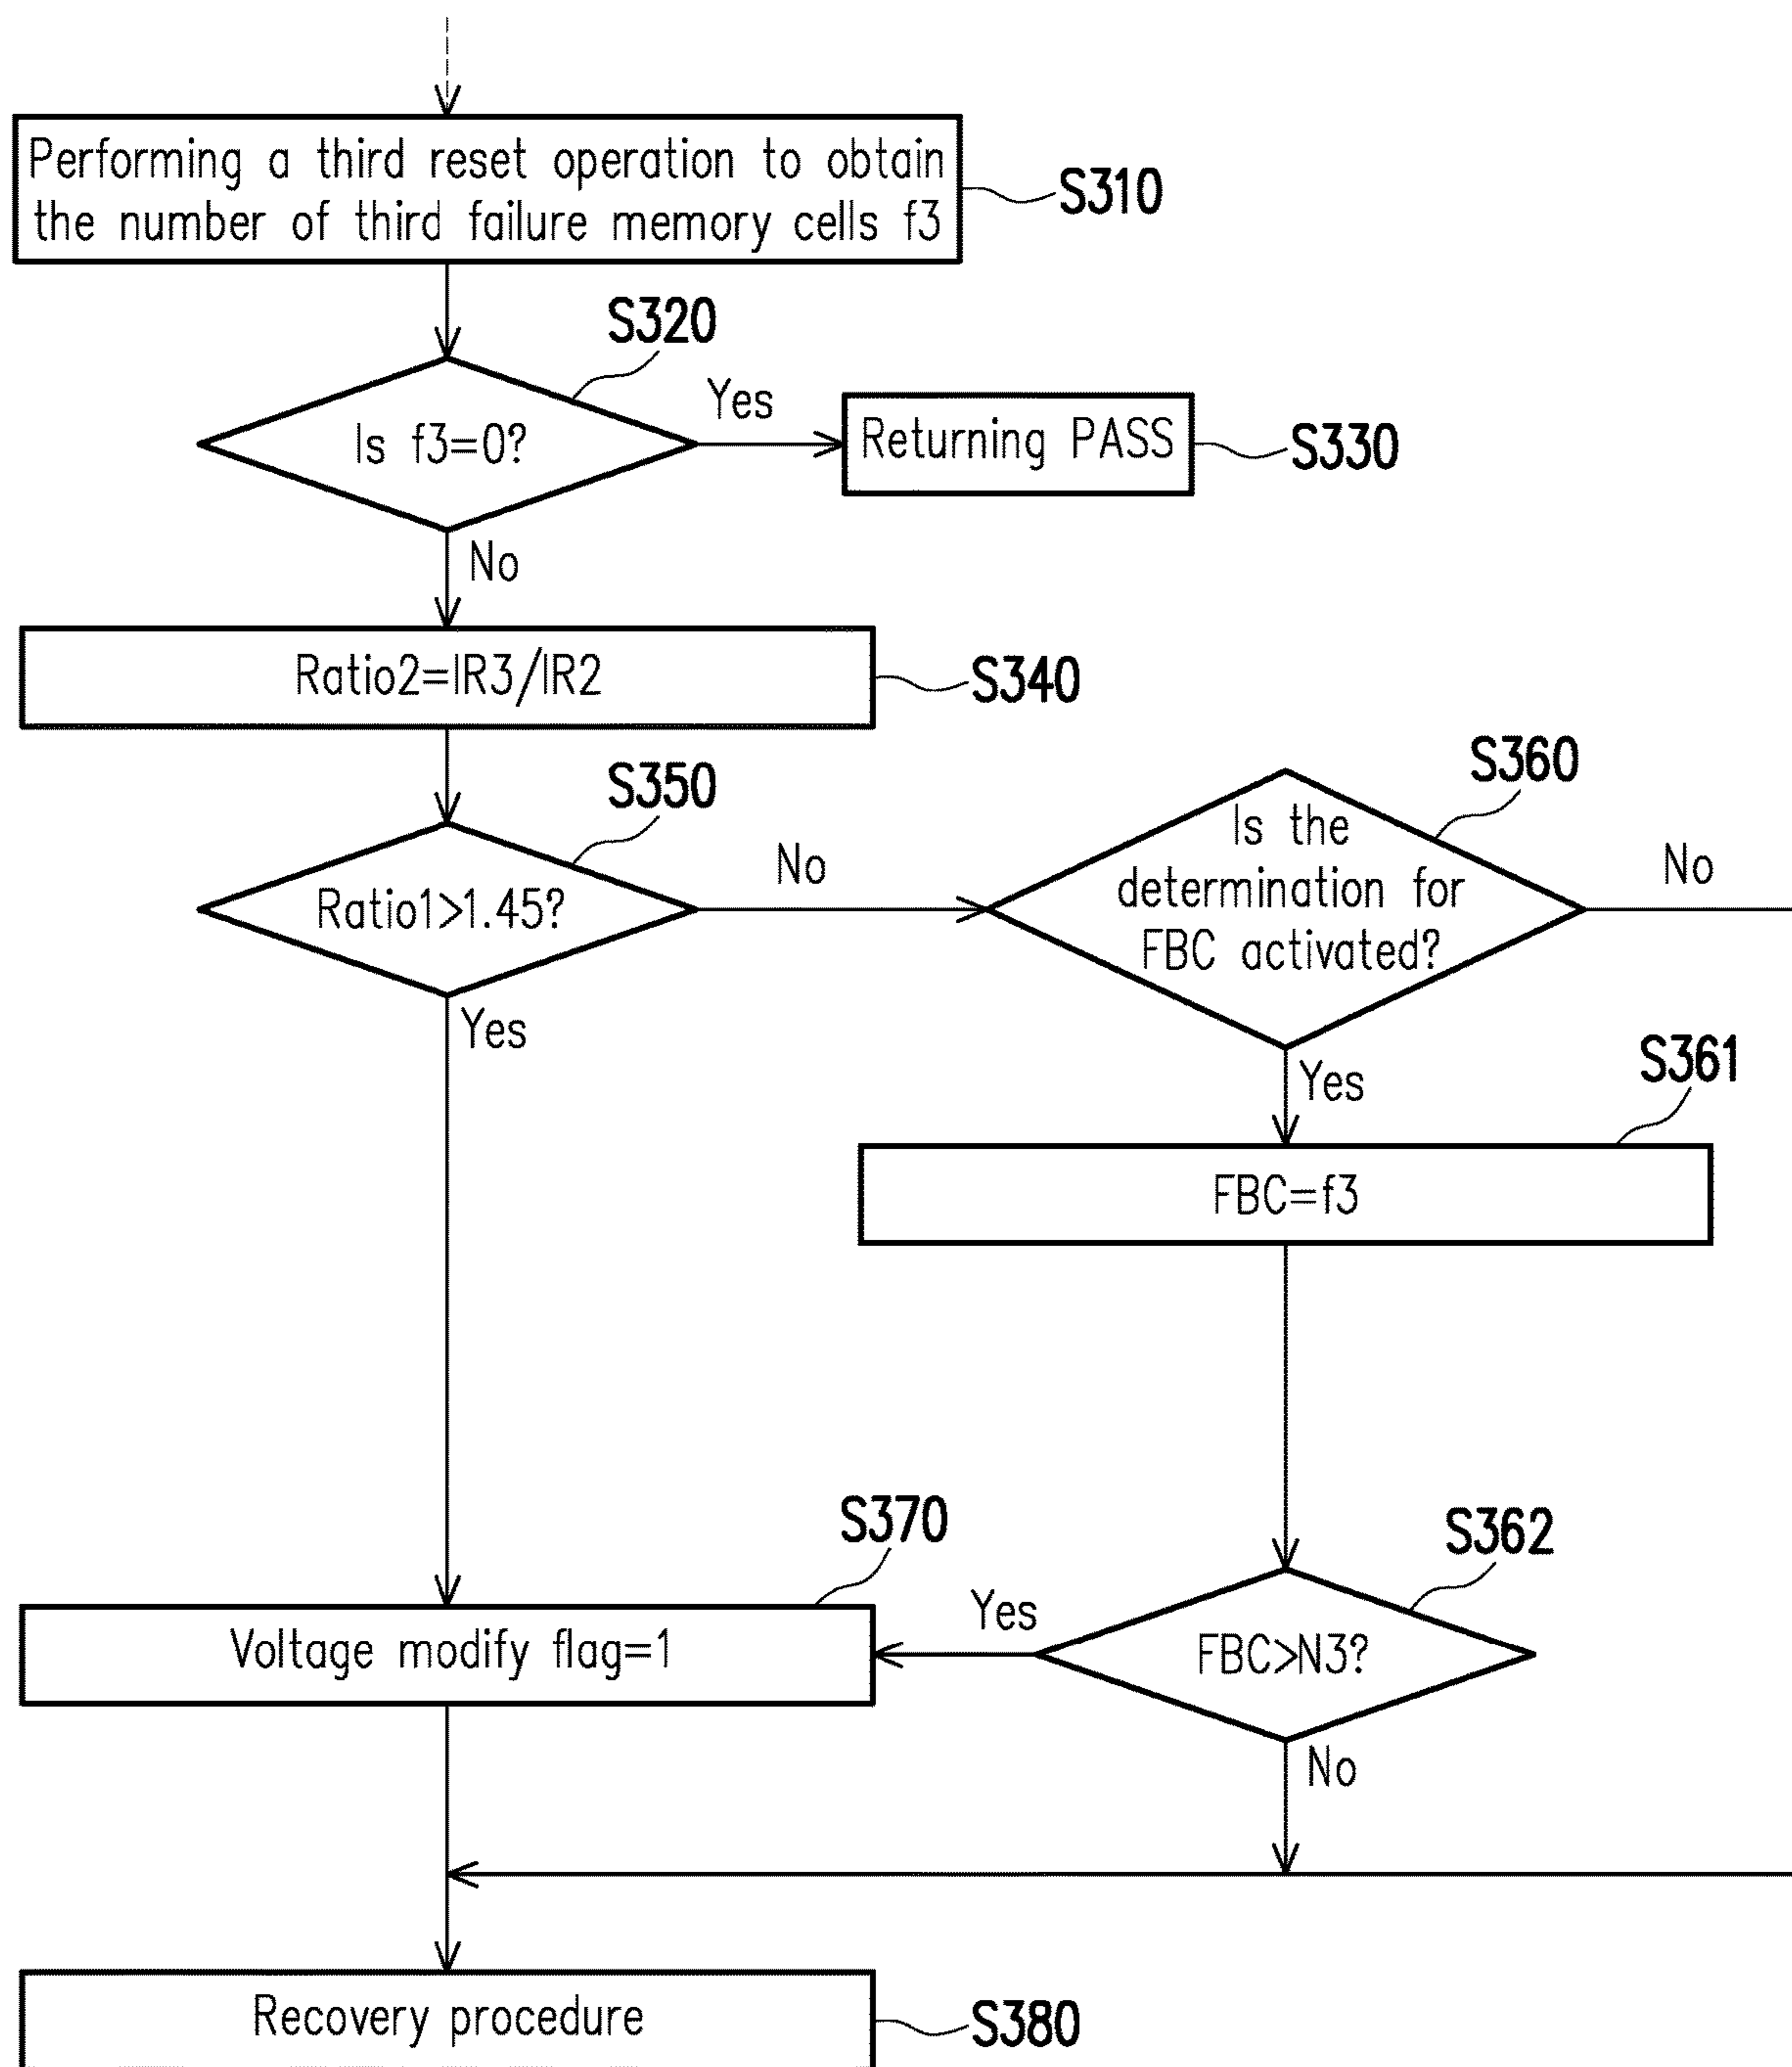 Performing a third reset operation to obtain
the number of third failure memory cells f3
S310
S320
Is f3=0?
Yes
Returning PASS
S330
No
Ratio2=IR3/IR2
S340
S350
Ratio1>1.45?
No
S360
Is the
determination for
FBC activated?
No
Yes
Yes
S361
FBC=f3
S370
S362
Voltage modify flag=1
Yes
FBC>N3?
No
Recovery procedure
S380